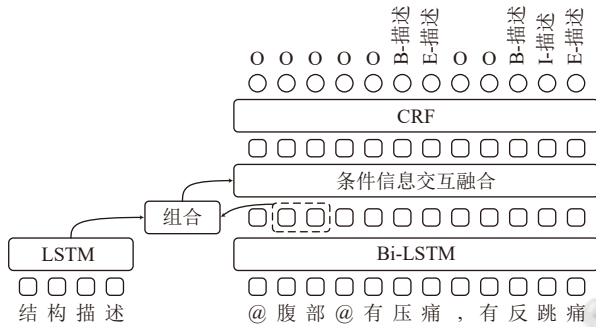 O O O O O B-描述 E-描述 O O B-描述 I-描述 E-描述
CRF
条件信息交互融合
组合
LSTM
Bi-LSTM
结 构 描 述
@ 腹 部 @ 有 压 痛 , 有 反 跳 痛